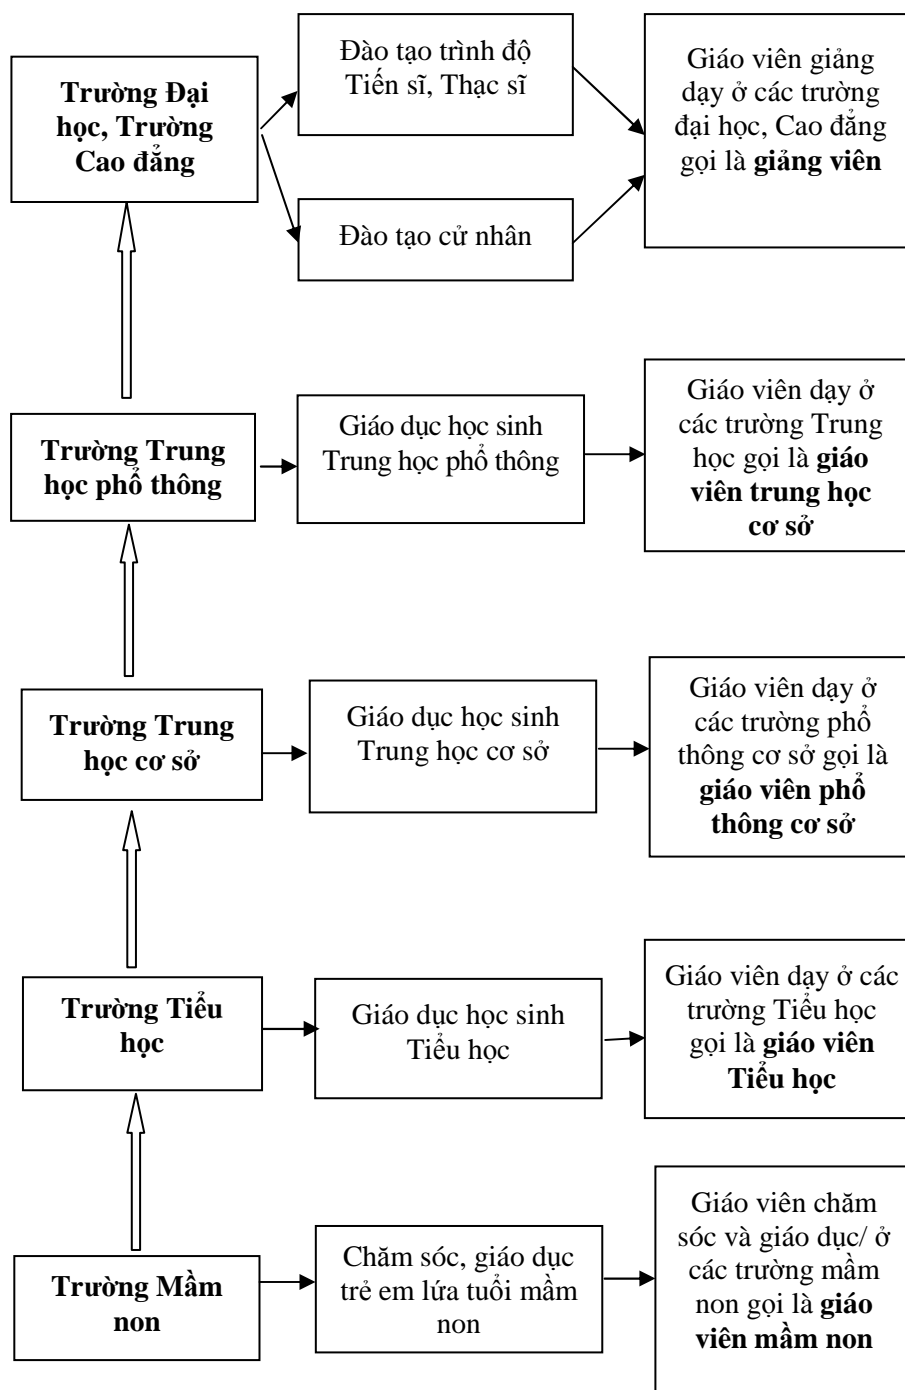 Trường Đại
học, Trường
Cao đẳng
Đào tạo trình độ
Tiến sĩ, Thạc sĩ
Đào tạo cử nhân
Giáo viên giảng
dạy ở các trường
đại học, Cao đẳng
gọi là giảng viên
Trường Trung
học phổ thông
Giáo dục học sinh
Trung học phổ thông
Giáo viên dạy ở
các trường Trung
học gọi là giáo
viên trung học
cơ sở
Trường Trung
học cơ sở
Giáo dục học sinh
Trung học cơ sở
Giáo viên dạy ở
các trường phổ
thông cơ sở gọi là
giáo viên phổ
thông cơ sở
Trường Tiểu
học
Giáo dục học sinh
Tiểu học
Giáo viên dạy ở các
trường Tiểu học
gọi là giáo viên
Tiểu học
Trường Mầm
non
Chăm sóc, giáo dục
trẻ em lứa tuổi mầm
non
Giáo viên chăm
sóc và giáo dục/ ở
các trường mầm
non gọi là giáo
viên mầm non